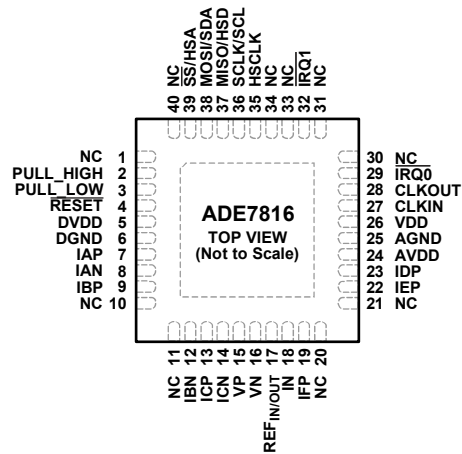 40 NC
39 SS/HSA
38 MOSI/SDA
37 MISO/HSD
36 SCLK/SCL
35 HSCLK
34 NC
33 NC
32 IRQ1
31 NC
NC 1
PULL_HIGH 2
PULL_LOW 3
RESET 4
DVDD 5
DGND 6
IAP 7
IAN 8
IBP 9
NC 10
ADE7816
TOP VIEW
(Not to Scale)
30 NC
29 IRQ0
28 CLKOUT
27 CLKIN
26 VDD
25 AGND
24 AVDD
23 IDP
22 IEP
21 NC
NC 11
IBN 12
ICP 13
ICN 14
VP 15
VN 16
REFIN/OUT 17
IN 18
IFP 19
NC 20